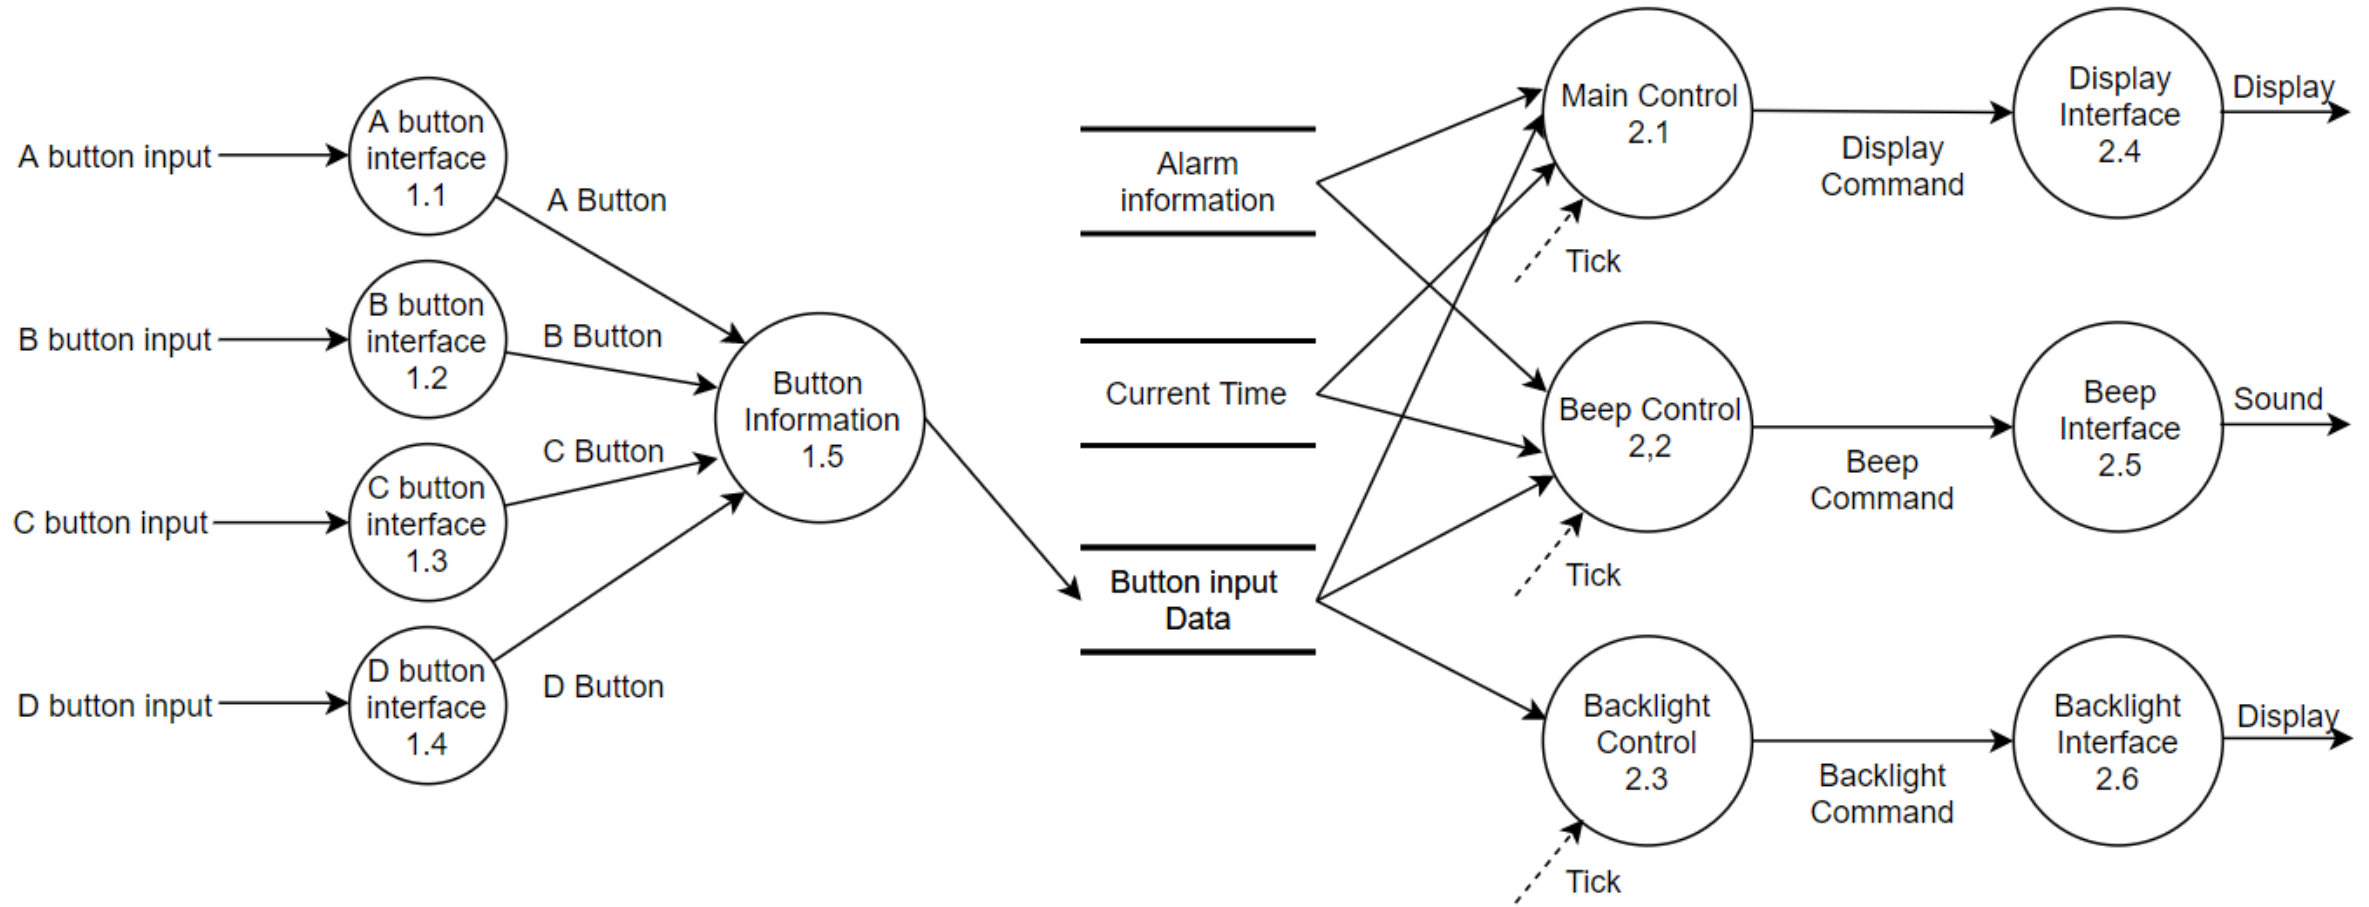 A button input
A button
interface
1.1
A Button
B button input
B button
interface
1.2
B Button
C button input
C button
interface
1.3
C Button
D button input
D button
interface
1.4
D Button
Button
Information
1.5
Alarm
information
Current Time
Button input
Data
Main Control
2.1
Tick
Display
Command
Display
Interface
2.4
Display
Beep Control
2,2
Tick
Beep
Command
Beep
Interface
2.5
Sound
Backlight
Control
2.3
Tick
Backlight
Command
Backlight
Interface
2.6
Display